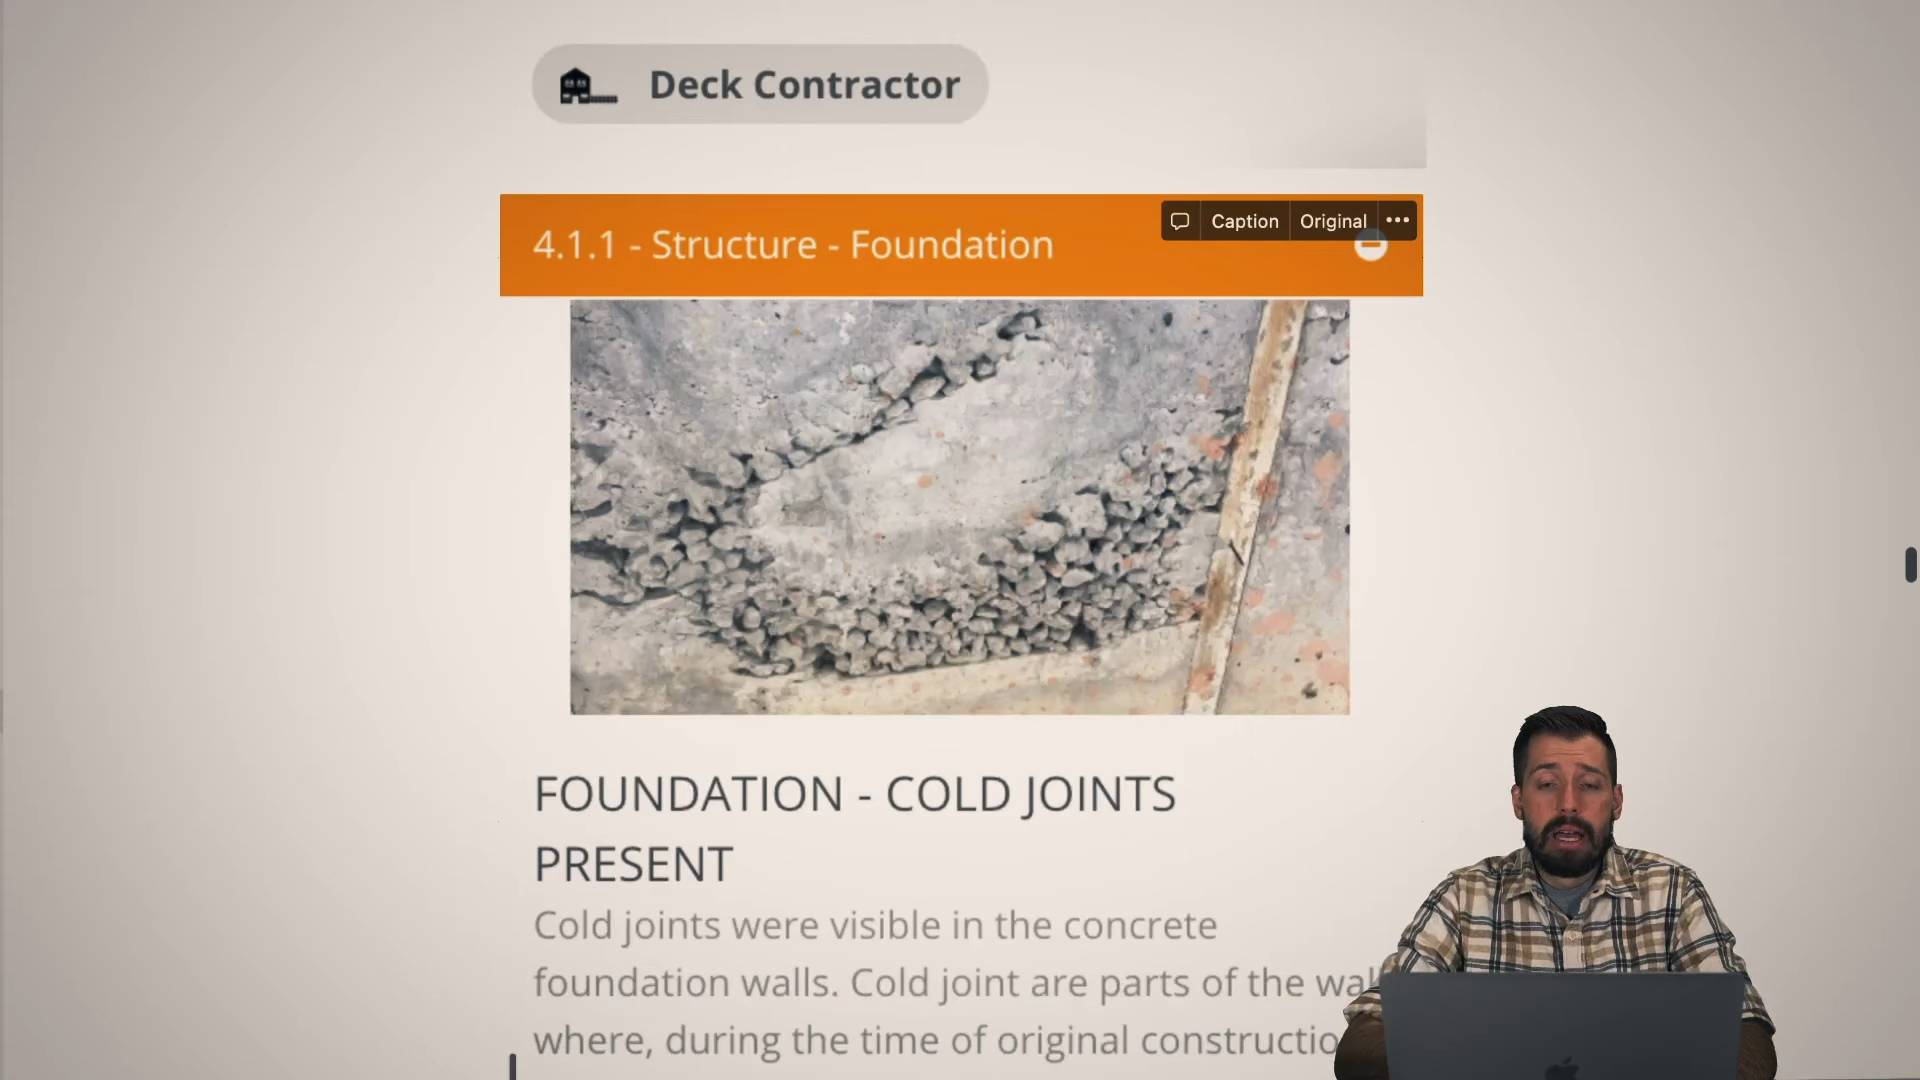 Deck Contractor
Caption Original
4.1.1 - Structure - Foundation
FOUNDATION - COLD JOINTS
PRESENT
Cold joints were visible in the concrete
foundation walls. Cold joint are parts of the
where, during the time of original